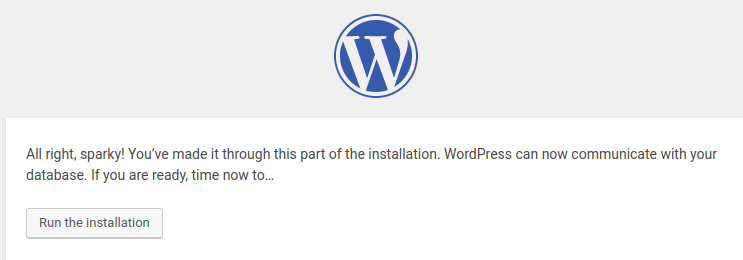 All right, sparky! You’ve made it through this part of the installation. WordPress can now communicate with your
database. If you are ready, time now to…
Run the installation